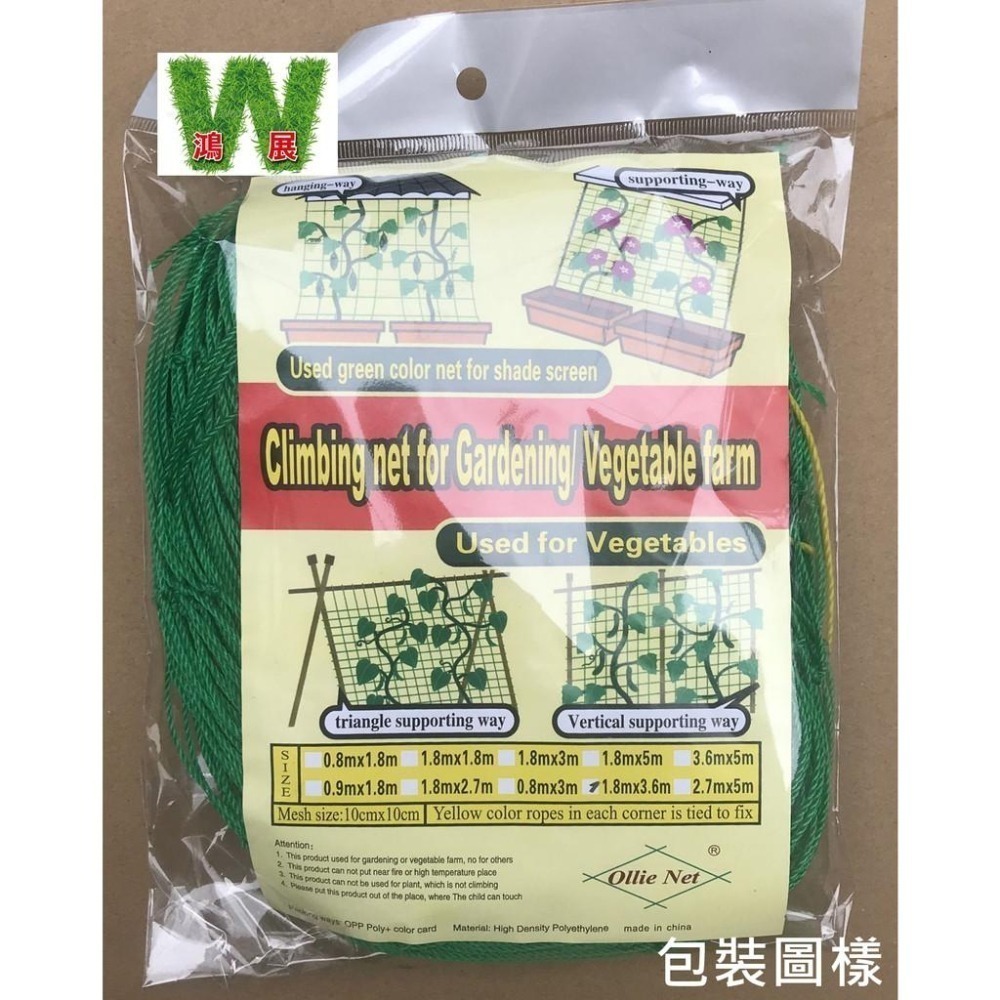 W
鴻展
hanging-way
supporting-way
Used green color net for shade screen
Climbing net for Gardening/Vegetable farm
Used for Vegetables
triangle supporting way
Vertical supporting way
SIZE
0.8mx1.8m 1.8mx1.8m 1.8mx3m 1.8mx5m 3.6mx5m
0.9mx1.8m 1.8mx2.7m 0.8mx3m 1.8mx3.6m 2.7mx5m
Mesh size:10cmx10cm Yellow color ropes in each corner is tied to fix
Attention:
1. This product used for gardening or vegetable farm, no for others
2. This product can not put near fire or high temperature place
3. This product can not be used for plant, which is not climbing
4. Please put this product out of the place, where The child can touch
Ollie Net ®
Packing ways: OPP Poly+ color card Material: High Density Polyethylene made in china
包裝圖樣